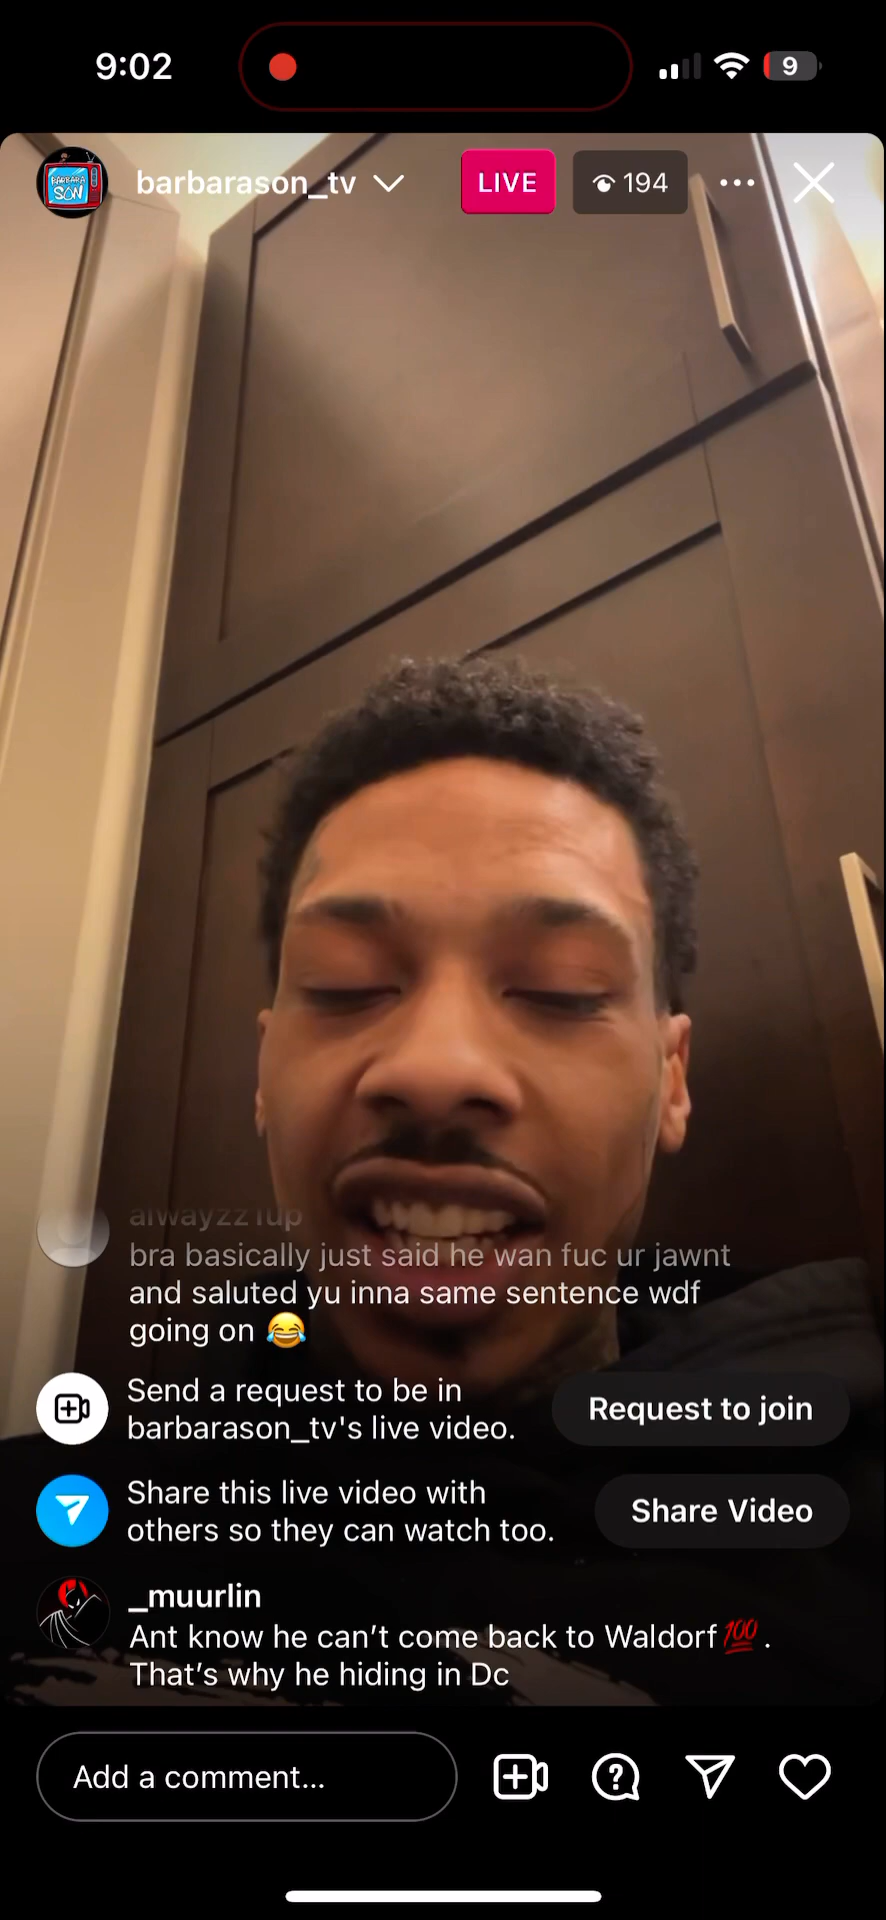 9:02
9
BARBARA
SON
barbarason_tv
LIVE
194
alwayzz1up
bra basically just said he wan fuc ur jawnt
and saluted yu inna same sentence wdf
going on 😂
Send a request to be in
barbarason_tv's live video.
Request to join
Share this live video with
others so they can watch too.
Share Video
_muurlin
Ant know he can’t come back to Waldorf💯 .
That’s why he hiding in Dc
Add a comment...